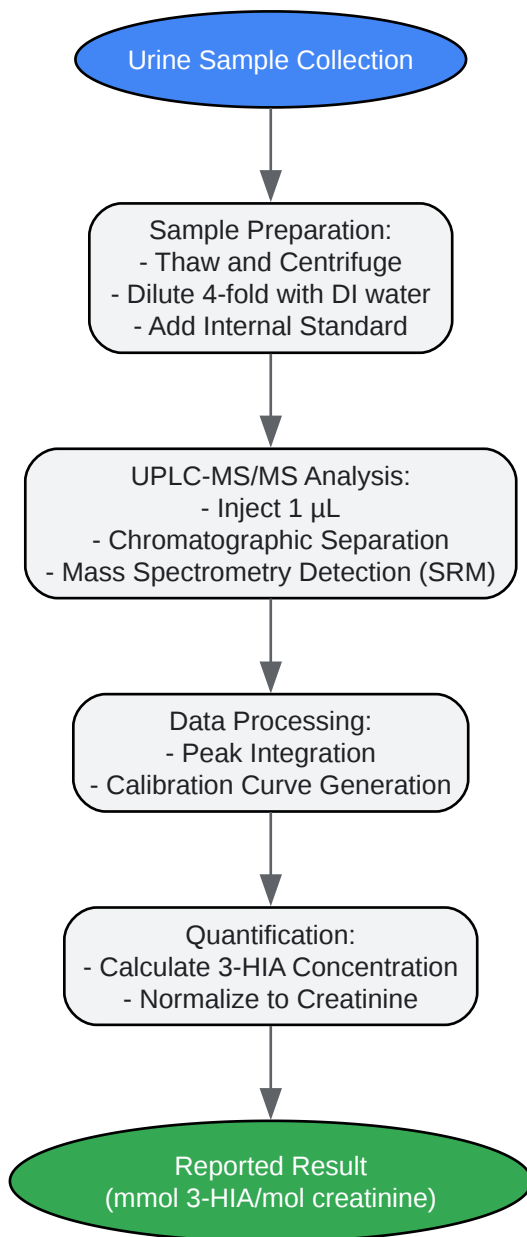 Urine Sample Collection
Sample Preparation:
- Thaw and Centrifuge
- Dilute 4-fold with DI water
- Add Internal Standard
UPLC-MS/MS Analysis:
- Inject 1 µL
- Chromatographic Separation
- Mass Spectrometry Detection (SRM)
Data Processing:
- Peak Integration
- Calibration Curve Generation
Quantification:
- Calculate 3-HIA Concentration
- Normalize to Creatinine
Reported Result
(mmol 3-HIA/mol creatinine)